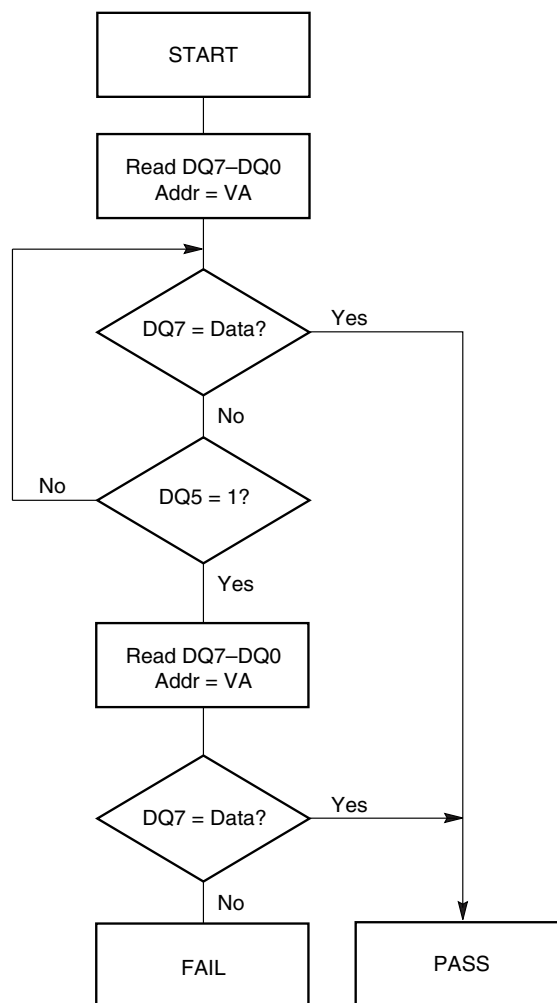 START
Read DQ7–DQ0
Addr = VA
DQ7 = Data?
Yes
No
No
DQ5 = 1?
Yes
Read DQ7–DQ0
Addr = VA
DQ7 = Data?
Yes
No
FAIL
PASS